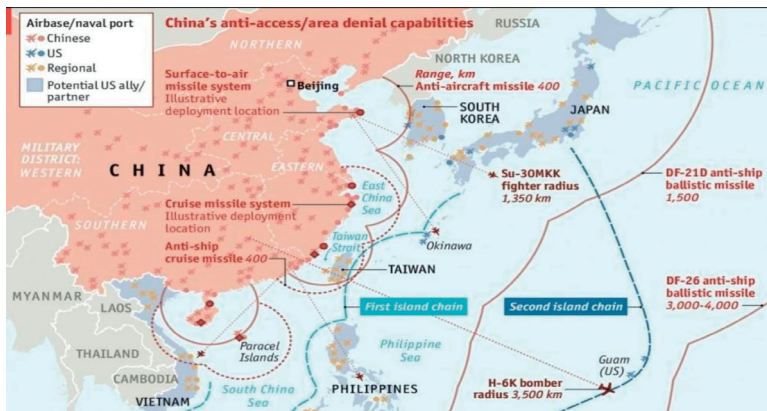 Airbase/naval port
Chinese
US
Regional
Potential US ally/
partner
China's anti-access/area denial capabilities
RUSSIA
NORTHERN
NORTH KOREA
Surface-to-air
missile system
Illustrative
deployment location
Beijing
Range, km
Anti-aircraft missile 400
PACIFIC OCEAN
SOUTH
KOREA
JAPAN
MILITARY
DISTRICT:
WESTERN
CENTRAL
CHINA
EASTERN
Su-30MKK
fighter radius
1,350 km
DF-21D anti-ship
ballistic missile
1,500
East
China
Sea
Cruise missile system
Illustrative deployment
location
SOUTHERN
Taiwan
Strait
Okinawa
Anti-ship
cruise missile 400
TAIWAN
DF-26 anti-ship
ballistic missile
3,000-4,000
MYANMAR
LAOS
First island chain
Second island chain
Paracel
Islands
Philippine
Sea
THAILAND
Guam
(US)
CAMBODIA
VIETNAM
South China
Sea
PHILIPPINES
H-6K bomber
radius 3,500 km